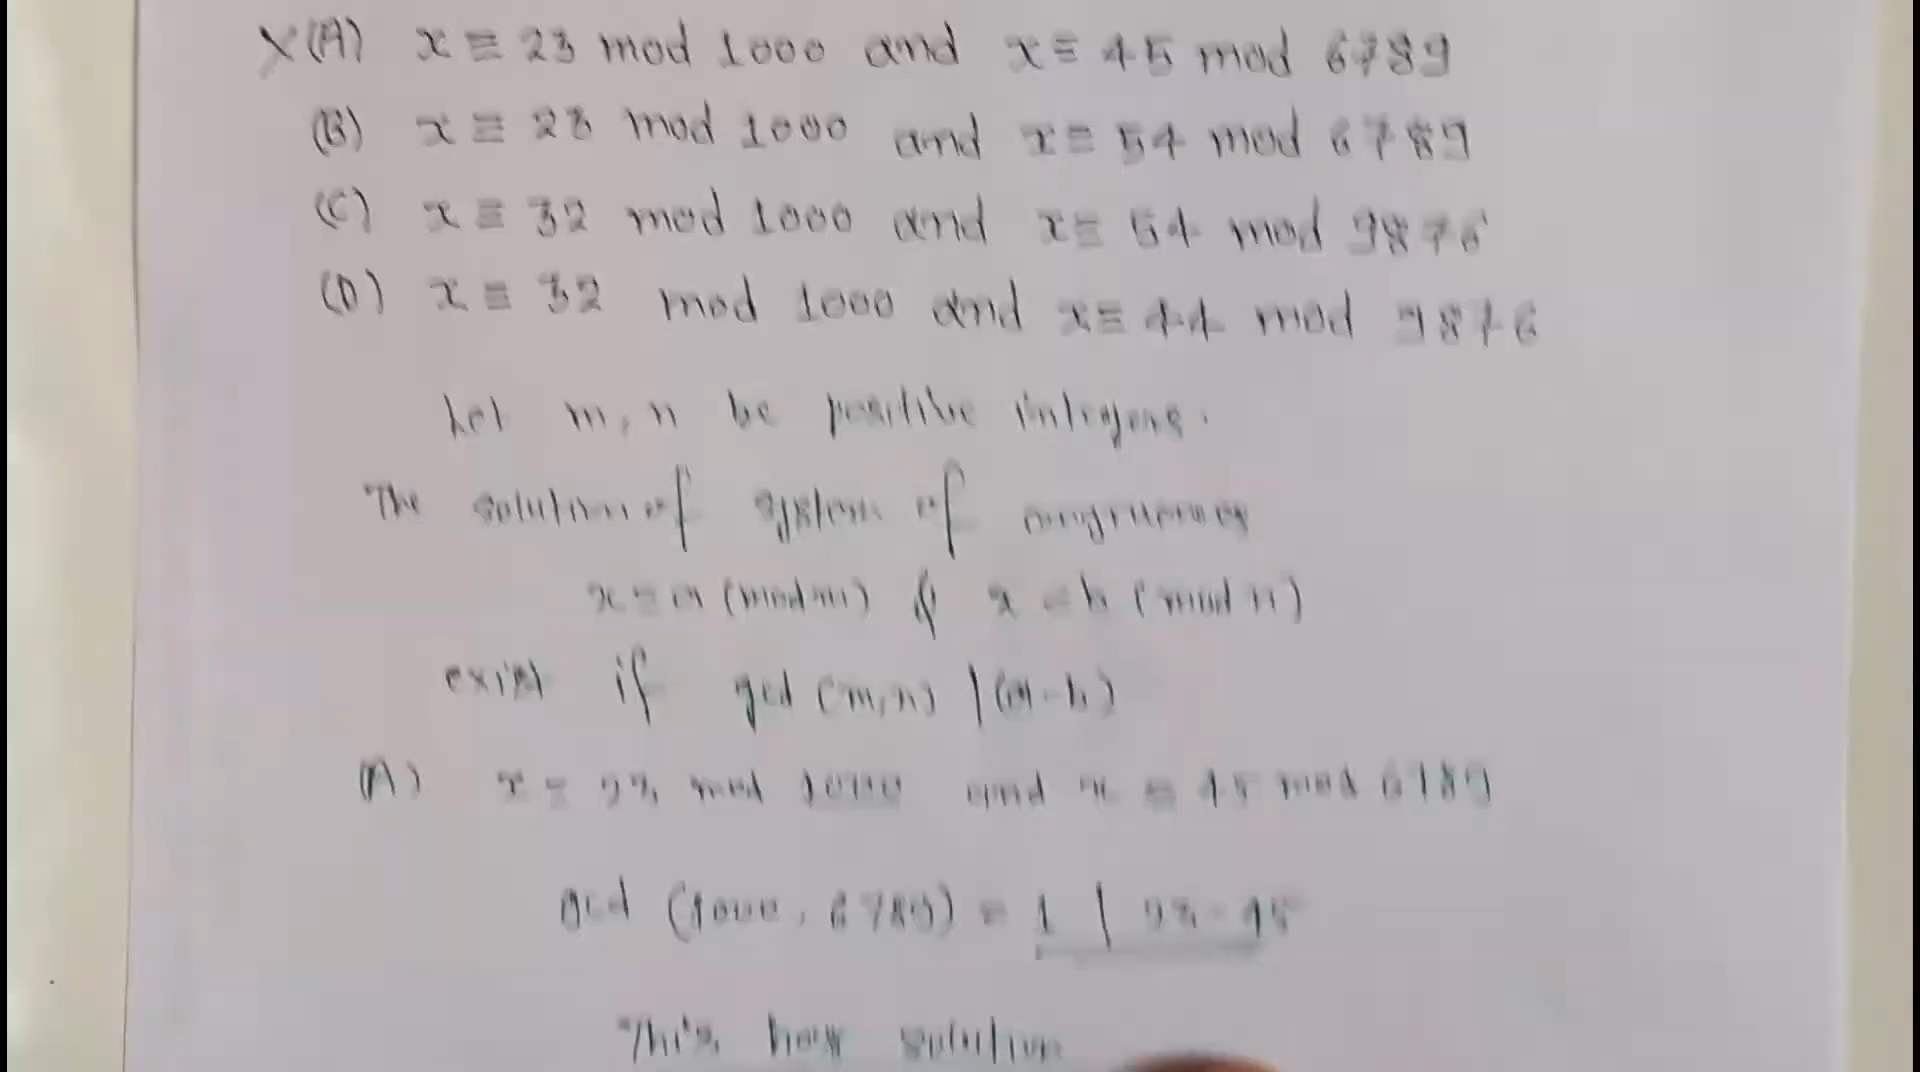 X(A) x ≡ 23 mod 1000 and x ≡ 45 mod 6789
(B) x ≡ 23 mod 1000 and x ≡ 54 mod 6789
(C) x ≡ 32 mod 1000 and x ≡ 54 mod 9876
(D) x ≡ 32 mod 1000 and x ≡ 44 mod 9876
Let m, n be positive integers.
The solution of system of congruences
x ≡ a (mod m) & x ≡ b (mod n)
exist if gcd (m,n) | (a-b)
(A) x ≡ 23 mod 1000 and x ≡ 45 mod 6789
gcd (1000, 6789) = 1 | 23-45
This has solution